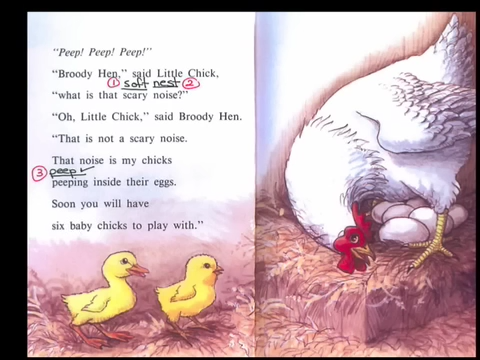 "Peep! Peep! Peep!"
"Broody Hen," said Little Chick,
① soft nest ②
"what is that scary noise?"
"Oh, Little Chick," said Broody Hen.
"That is not a scary noise.
That noise is my chicks
③ peep ✓
peeping inside their eggs.
Soon you will have
six baby chicks to play with."